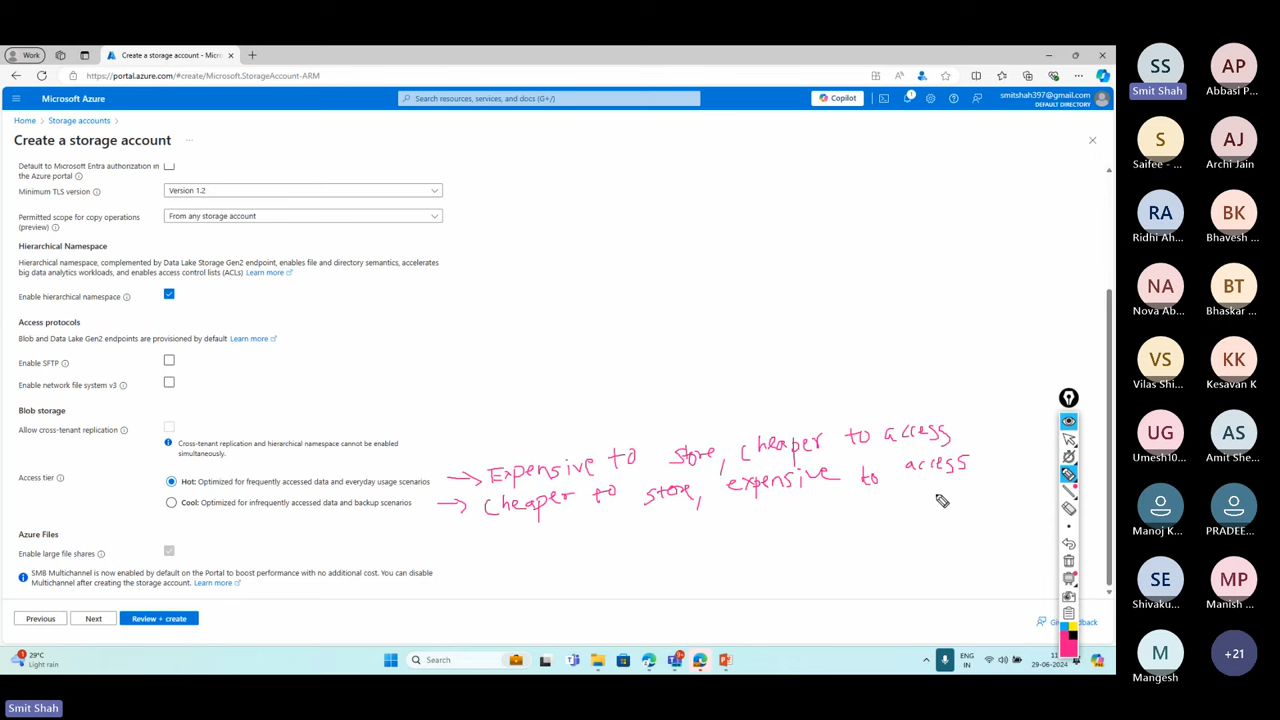 Work
Create a storage account - Micr
https://portal.azure.com/#create/Microsoft.StorageAccount-ARM
Microsoft Azure
Search resources, services, and docs (G+/)
Copilot
1
smitshah397@gmail.com
DEFAULT DIRECTORY
Home > Storage accounts >
Create a storage account ...
Default to Microsoft Entra authorization in
the Azure portal
Minimum TLS version
Version 1.2
Permitted scope for copy operations
(preview)
From any storage account
Hierarchical Namespace
Hierarchical namespace, complemented by Data Lake Storage Gen2 endpoint, enables file and directory semantics, accelerates
big data analytics workloads, and enables access control lists (ACLs) Learn more
Enable hierarchical namespace
Access protocols
Blob and Data Lake Gen2 endpoints are provisioned by default Learn more
Enable SFTP
Enable network file system v3
Blob storage
Allow cross-tenant replication
Cross-tenant replication and hierarchical namespace cannot be enabled
simultaneously.
Access tier
Hot: Optimized for frequently accessed data and everyday usage scenarios
Expensive to store, cheaper to access
Cool: Optimized for infrequently accessed data and backup scenarios
Cheaper to store, expensive to access
Azure Files
Enable large file shares
SMB Multichannel is now enabled by default on the Portal to boost performance with no additional cost. You can disable
Multichannel after creating the storage account. Learn more
Previous
Next
Review + create
29°C
Light rain
Search
ENG
IN
29-06-2024
SS
Smit Shah
AP
Abbasi P...
S
Saifee - ...
AJ
Archi Jain
RA
Ridhi Ah...
BK
Bhavesh ...
NA
Nova Ab...
BT
Bhaskar ...
VS
Vilas Shi...
KK
Kesavan K
UG
Umesh10...
AS
Amit She...
Manoj K...
PRADEE...
SE
Shivaku...
MP
Manish ...
M
Mangesh
+21
Smit Shah